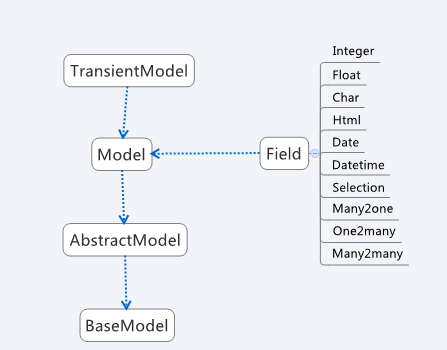 Integer
TransientModel
Float
Char
Html
Model
Field
Date
Datetime
Selection
Many2one
AbstractModel
One2many
Many2many
BaseModel